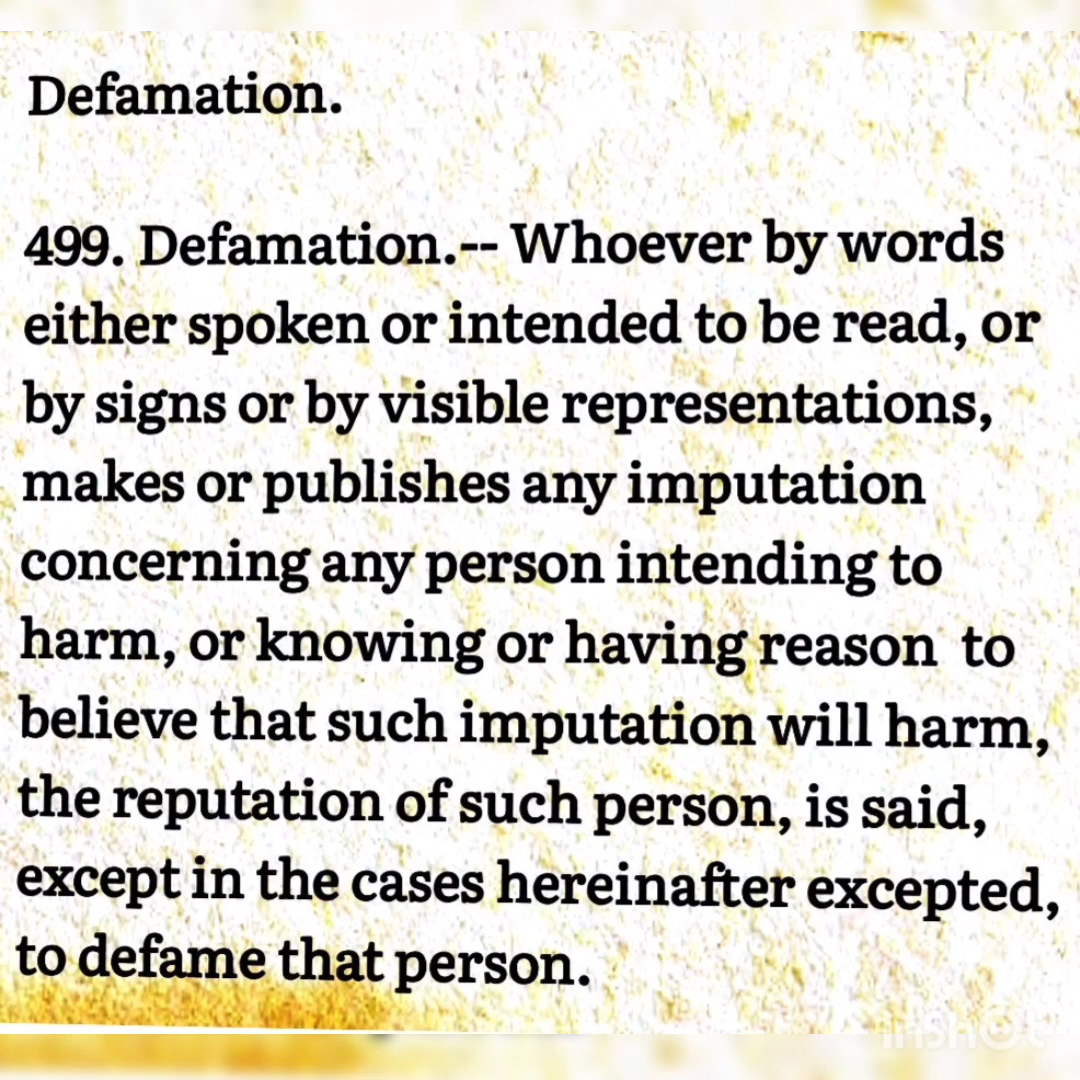 Defamation.
499. Defamation.-- Whoever by words
either spoken or intended to be read, or
by signs or by visible representations,
makes or publishes any imputation
concerning any person intending to
harm, or knowing or having reason to
believe that such imputation will harm,
the reputation of such person, is said,
except in the cases hereinafter excepted,
to defame that person.
INSHOT